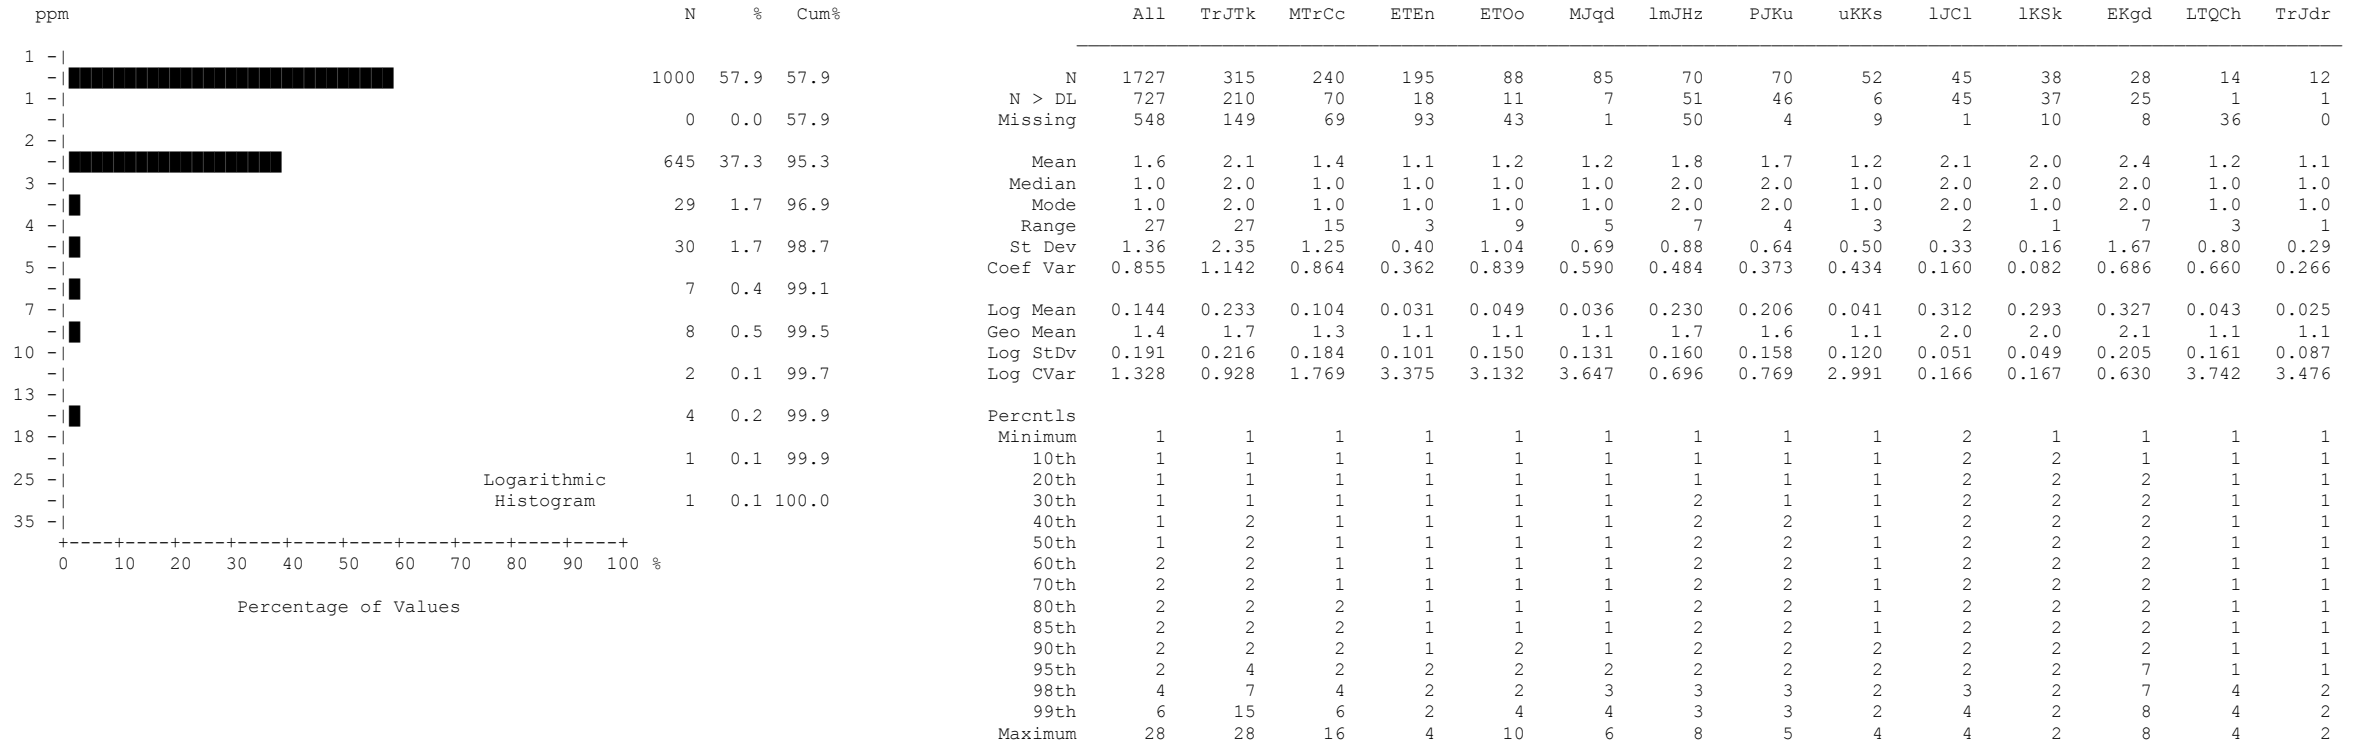 ppm N % Cum% All TrJTk MTrCc ETEn ETOo MJqd lmJHz PJKu uKKs lJCl lKSk EKgd LTQCh TrJdr
1 -|
-| 1000 57.9 57.9 N 1727 315 240 195 88 85 70 70 52 45 38 28 14 12
1 -| N > DL 727 210 70 18 11 7 51 46 6 45 37 25 1 1
-| 0 0.0 57.9 Missing 548 149 69 93 43 1 50 4 9 1 10 8 36 0
2 -|
-| 645 37.3 95.3 Mean 1.6 2.1 1.4 1.1 1.2 1.2 1.8 1.7 1.2 2.1 2.0 2.4 1.2 1.1
3 -| Median 1.0 2.0 1.0 1.0 1.0 1.0 2.0 2.0 1.0 2.0 2.0 2.0 1.0 1.0
-| 29 1.7 96.9 Mode 1.0 2.0 1.0 1.0 1.0 1.0 2.0 2.0 1.0 2.0 1.0 2.0 1.0 1.0
4 -| Range 27 27 15 3 9 5 7 4 3 2 1 7 3 1
-| 30 1.7 98.7 St Dev 1.36 2.35 1.25 0.40 1.04 0.69 0.88 0.64 0.50 0.33 0.16 1.67 0.80 0.29
5 -| Coef Var 0.855 1.142 0.864 0.362 0.839 0.590 0.484 0.373 0.434 0.160 0.082 0.686 0.660 0.266
-| 7 0.4 99.1
7 -| Log Mean 0.144 0.233 0.104 0.031 0.049 0.036 0.230 0.206 0.041 0.312 0.293 0.327 0.043 0.025
-| 8 0.5 99.5 Geo Mean 1.4 1.7 1.3 1.1 1.1 1.1 1.7 1.6 1.1 2.0 2.0 2.1 1.1 1.1
10 -| Log StDv 0.191 0.216 0.184 0.101 0.150 0.131 0.160 0.158 0.120 0.051 0.049 0.205 0.161 0.087
-| 2 0.1 99.7 Log CVar 1.328 0.928 1.769 3.375 3.132 3.647 0.696 0.769 2.991 0.166 0.167 0.630 3.742 3.476
13 -|
-| 4 0.2 99.9 Percntls
18 -| Minimum 1 1 1 1 1 1 1 1 1 2 1 1 1 1
-| 1 0.1 99.9 10th 1 1 1 1 1 1 1 1 1 2 2 1 1 1
25 -| Logarithmic 20th 1 1 1 1 1 1 1 1 1 2 2 2 1 1
-| Histogram 1 0.1 100.0 30th 1 1 1 1 1 1 2 1 1 2 2 2 1 1
35 -| 40th 1 2 1 1 1 1 2 2 1 2 2 2 1 1
+----+----+----+----+----+----+----+----+----+----+ 50th 1 2 1 1 1 1 2 2 1 2 2 2 1 1
0 10 20 30 40 50 60 70 80 90 100 % 60th 2 2 1 1 1 1 2 2 1 2 2 2 1 1
70th 2 2 1 1 1 1 2 2 1 2 2 2 1 1
Percentage of Values 80th 2 2 2 1 1 1 2 2 1 2 2 2 1 1
85th 2 2 2 1 1 1 2 2 1 2 2 2 1 1
90th 2 2 2 1 2 1 2 2 1 2 2 2 1 1
95th 2 4 2 2 2 2 2 2 2 2 2 7 1 1
98th 4 7 4 2 2 3 3 3 2 3 2 7 4 2
99th 6 15 6 2 4 4 3 3 2 4 2 8 4 2
Maximum 28 28 16 4 10 6 8 5 4 4 2 8 4 2